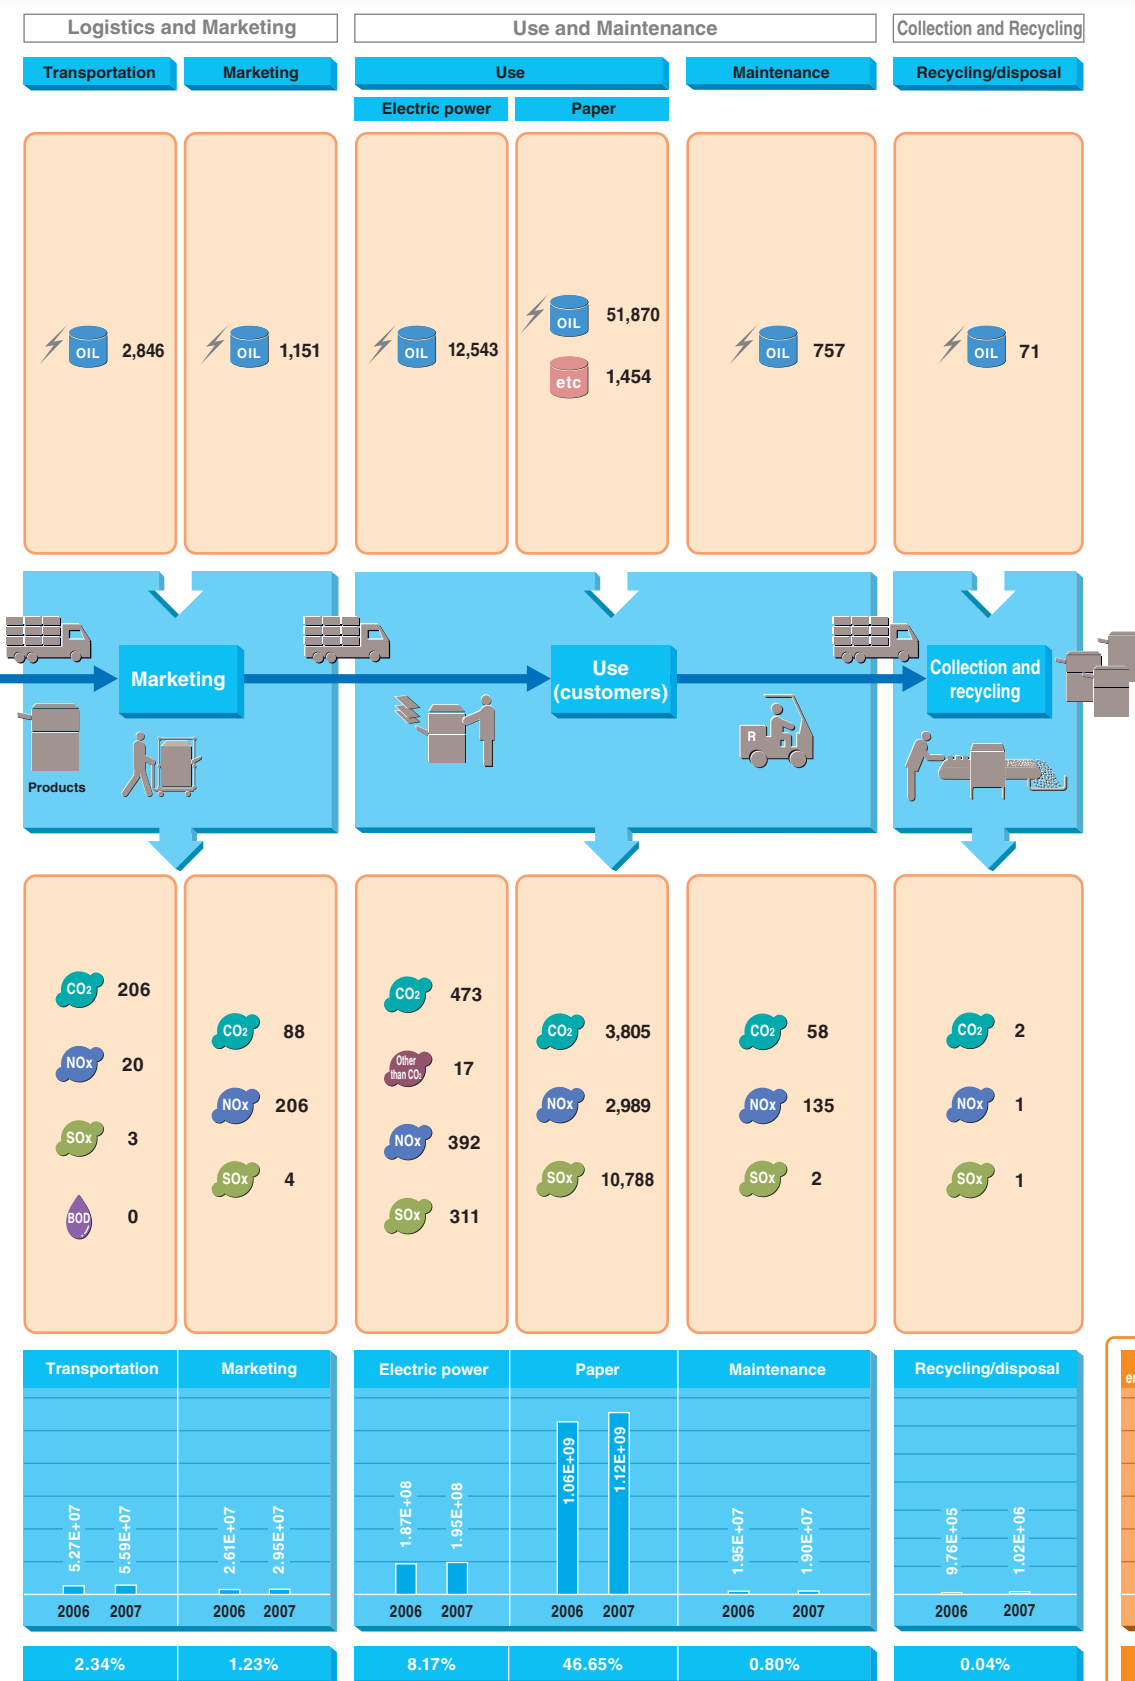 Logistics and Marketing
Use and Maintenance
Collection and Recycling
Transportation
Marketing
Use
Maintenance
Recycling/disposal
Electric power
Paper
OIL 2,846
OIL 1,151
OIL 12,543
OIL 51,870
etc 1,454
OIL 757
OIL 71
Marketing
Use
(customers)
Collection and
recycling
R
Products
CO2 206
NOx 20
SOx 3
BOD 0
CO2 88
NOx 206
SOx 4
CO2 473
Other
than CO2
17
NOx 392
SOx 311
CO2 3,805
NOx 2,989
SOx 10,788
CO2 58
NOx 135
SOx 2
CO2 2
NOx 1
SOx 1
Transportation
Marketing
Electric power
Paper
Maintenance
Recycling/disposal
5.27E+07
5.59E+07
2.61E+07
2.95E+07
1.87E+08
1.95E+08
1.06E+09
1.12E+09
1.95E+07
1.90E+07
9.76E+05
1.02E+06
2006 2007
2006 2007
2006 2007
2006 2007
2006 2007
2006 2007
2.34%
1.23%
8.17%
46.65%
0.80%
0.04%